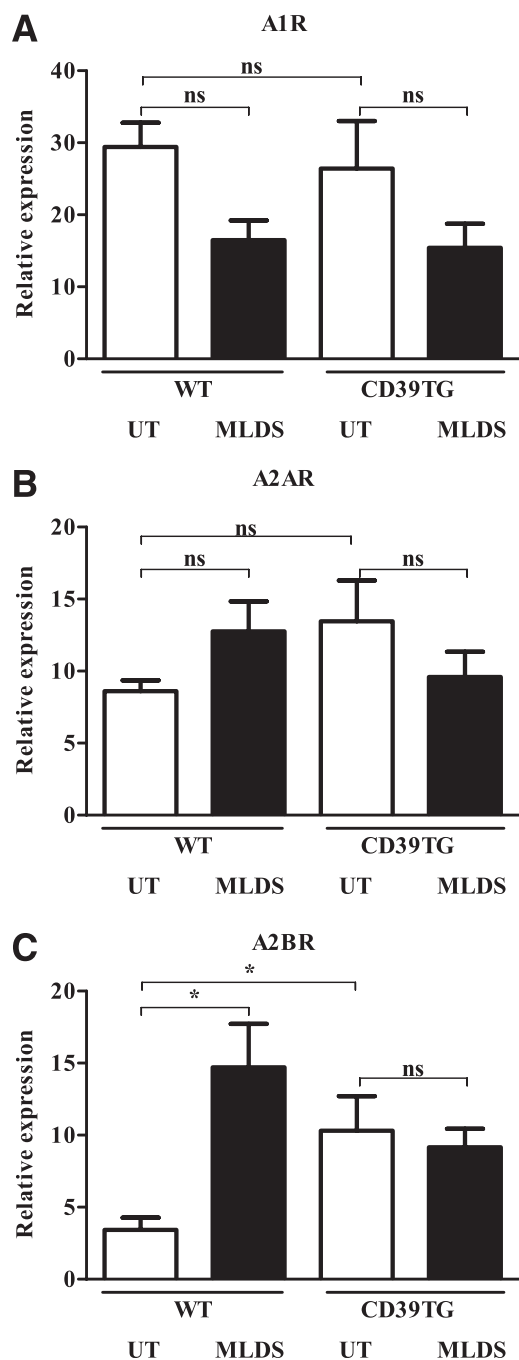 A
A1R
ns
ns
ns
Relative expression
40
30
20
10
0
WT
CD39TG
UT
MLDS
UT
MLDS
B
A2AR
ns
ns
ns
Relative expression
20
15
10
5
0
WT
CD39TG
UT
MLDS
UT
MLDS
C
A2BR
*
*
ns
Relative expression
20
15
10
5
0
WT
CD39TG
UT
MLDS
UT
MLDS